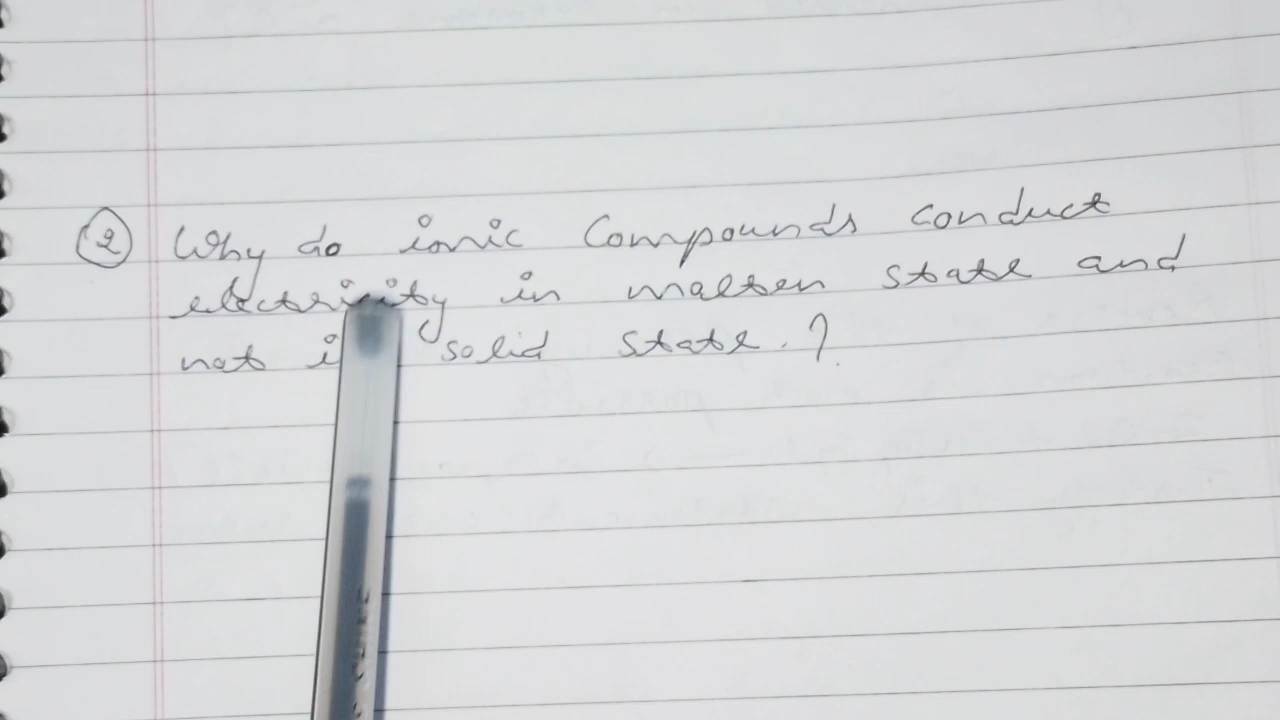 ② Why do ionic Compounds conduct
electricity in molten state and
not solid state. ?